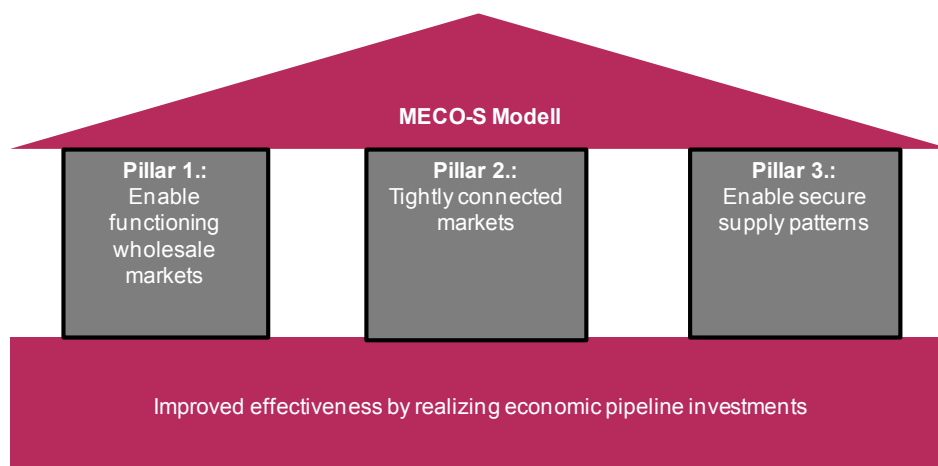 MECO-S Modell
Pillar 1.:
Enable
functioning
wholesale
markets
Pillar 2.:
Tightly connected
markets
Pillar 3.:
Enable secure
supply patterns
Improved effectiveness by realizing economic pipeline investments